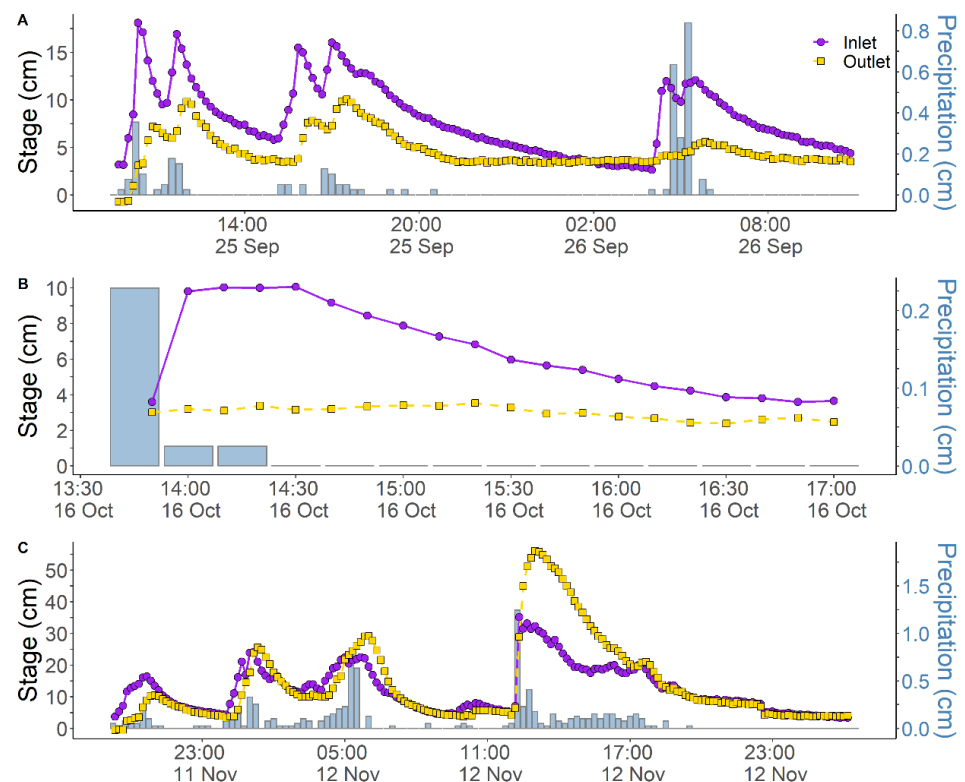 A
Stage (cm)
15
10
5
0
Inlet
Outlet
0.8
0.6
0.4
0.2
0.0
Precipitation (cm)
14:00 20:00 02:00 08:00
25 Sep 25 Sep 26 Sep 26 Sep
B
Stage (cm)
10
8
6
4
2
0
0.2
0.1
0.0
Precipitation (cm)
13:30 14:00 14:30 15:00 15:30 16:00 16:30 17:00
16 Oct 16 Oct 16 Oct 16 Oct 16 Oct 16 Oct 16 Oct 16 Oct
C
Stage (cm)
50
40
30
20
10
0
1.5
1.0
0.5
0.0
Precipitation (cm)
23:00 05:00 11:00 17:00 23:00
11 Nov 12 Nov 12 Nov 12 Nov 12 Nov